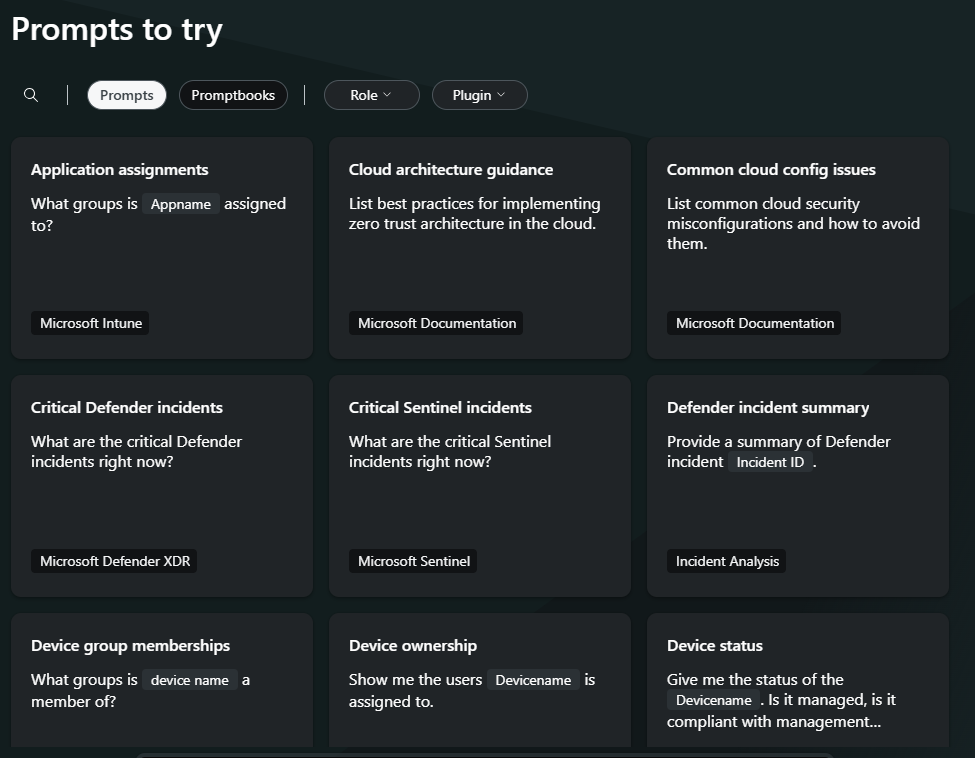 Prompts to try
Prompts
Promptbooks
Role
Plugin
Application assignments
What groups is Appname assigned
to?
Microsoft Intune
Cloud architecture guidance
List best practices for implementing
zero trust architecture in the cloud.
Microsoft Documentation
Common cloud config issues
List common cloud security
misconfigurations and how to avoid
them.
Microsoft Documentation
Critical Defender incidents
What are the critical Defender
incidents right now?
Microsoft Defender XDR
Critical Sentinel incidents
What are the critical Sentinel
incidents right now?
Microsoft Sentinel
Defender incident summary
Provide a summary of Defender
incident Incident ID .
Incident Analysis
Device group memberships
What groups is device name a
member of?
Device ownership
Show me the users Devicename is
assigned to.
Device status
Give me the status of the
Devicename . Is it managed, is it
compliant with management...